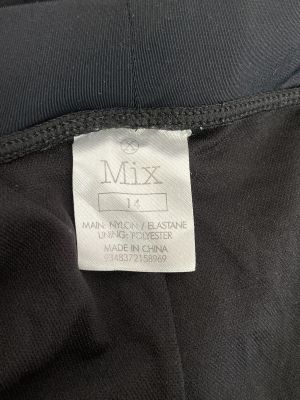 Mix
14
MAIN: NYLON / ELASTANE
LINING: POLYESTER
MADE IN CHINA
9348372158969